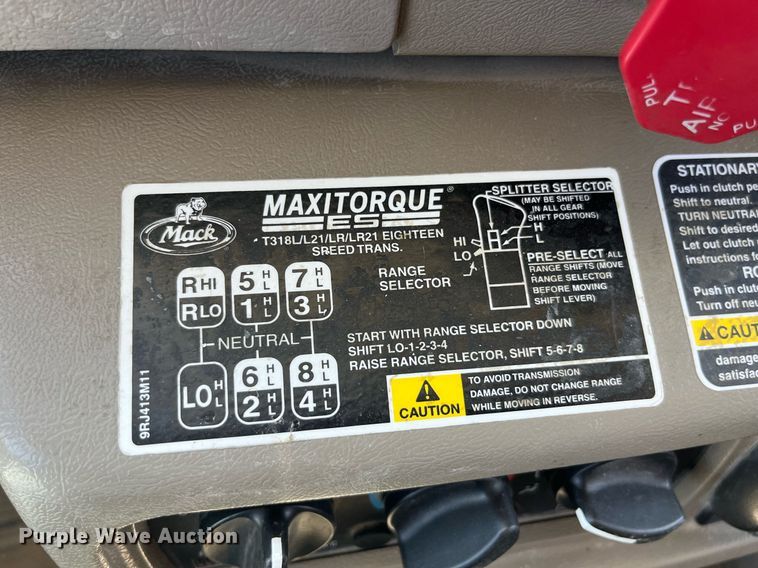 PULL
TR
AIR
NO
PU
Mack
MAXITORQUE®
ES
T318L/L21/LR/LR21 EIGHTEEN
SPEED TRANS.
SPLITTER SELECTOR
(MAY BE SHIFTED
IN ALL GEAR
SHIFT POSITIONS)
H
L
HI
LO
RANGE
SELECTOR
PRE-SELECT ALL
RANGE SHIFTS (MOVE
RANGE SELECTOR
BEFORE MOVING
SHIFT LEVER)
R HI 5 H L 7 H L
R LO 1 H L 3 H L
NEUTRAL
LO H L 6 H L 8 H L
2 H L 4 H L
START WITH RANGE SELECTOR DOWN
SHIFT LO-1-2-3-4
RAISE RANGE SELECTOR, SHIFT 5-6-7-8
CAUTION
TO AVOID TRANSMISSION
DAMAGE, DO NOT CHANGE RANGE
WHILE MOVING IN REVERSE.
9RJ413M11
STATIONARY
Push in clutch pe
Shift to neutral.
TURN NEUTRA
Shift to desired
Let out clutch
instructions fo
RO
Push in clutc
Turn off neu
CAUT
damage
satisfac
Purple Wave Auction